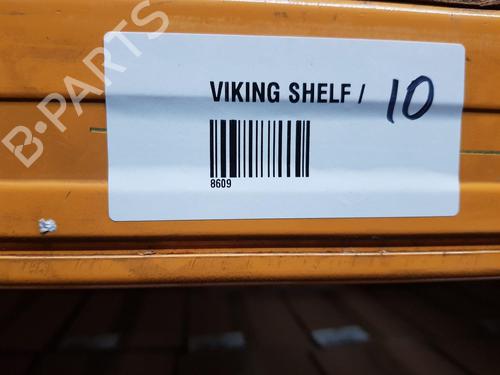 B-PARTS
VIKING SHELF / 10
8609